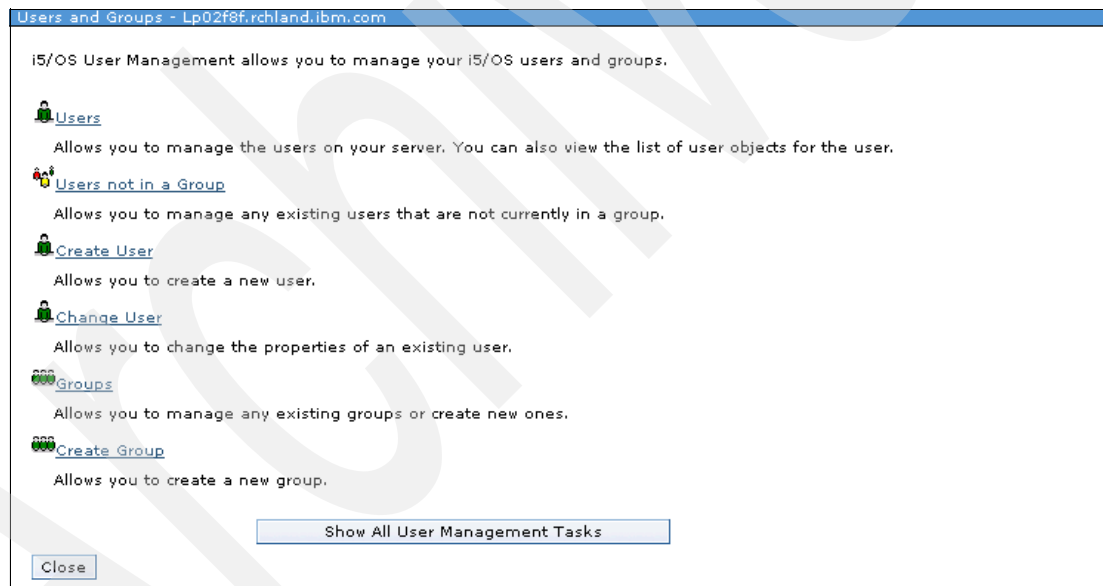 Users and Groups - Lp02f8f.rchland.ibm.com
i5/OS User Management allows you to manage your i5/OS users and groups.
Users
Allows you to manage the users on your server. You can also view the list of user objects for the user.
Users not in a Group
Allows you to manage any existing users that are not currently in a group.
Create User
Allows you to create a new user.
Change User
Allows you to change the properties of an existing user.
Groups
Allows you to manage any existing groups or create new ones.
Create Group
Allows you to create a new group.
Show All User Management Tasks
Close